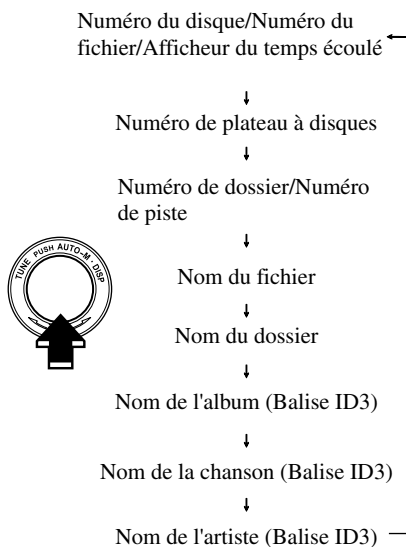 Numéro du disque/Numéro du
fichier/Afficheur du temps écoulé
Numéro de plateau à disques
Numéro de dossier/Numéro
de piste
TUNE PUSH AUTO-M · DISP
Nom du fichier
Nom du dossier
Nom de l'album (Balise ID3)
Nom de la chanson (Balise ID3)
Nom de l'artiste (Balise ID3)